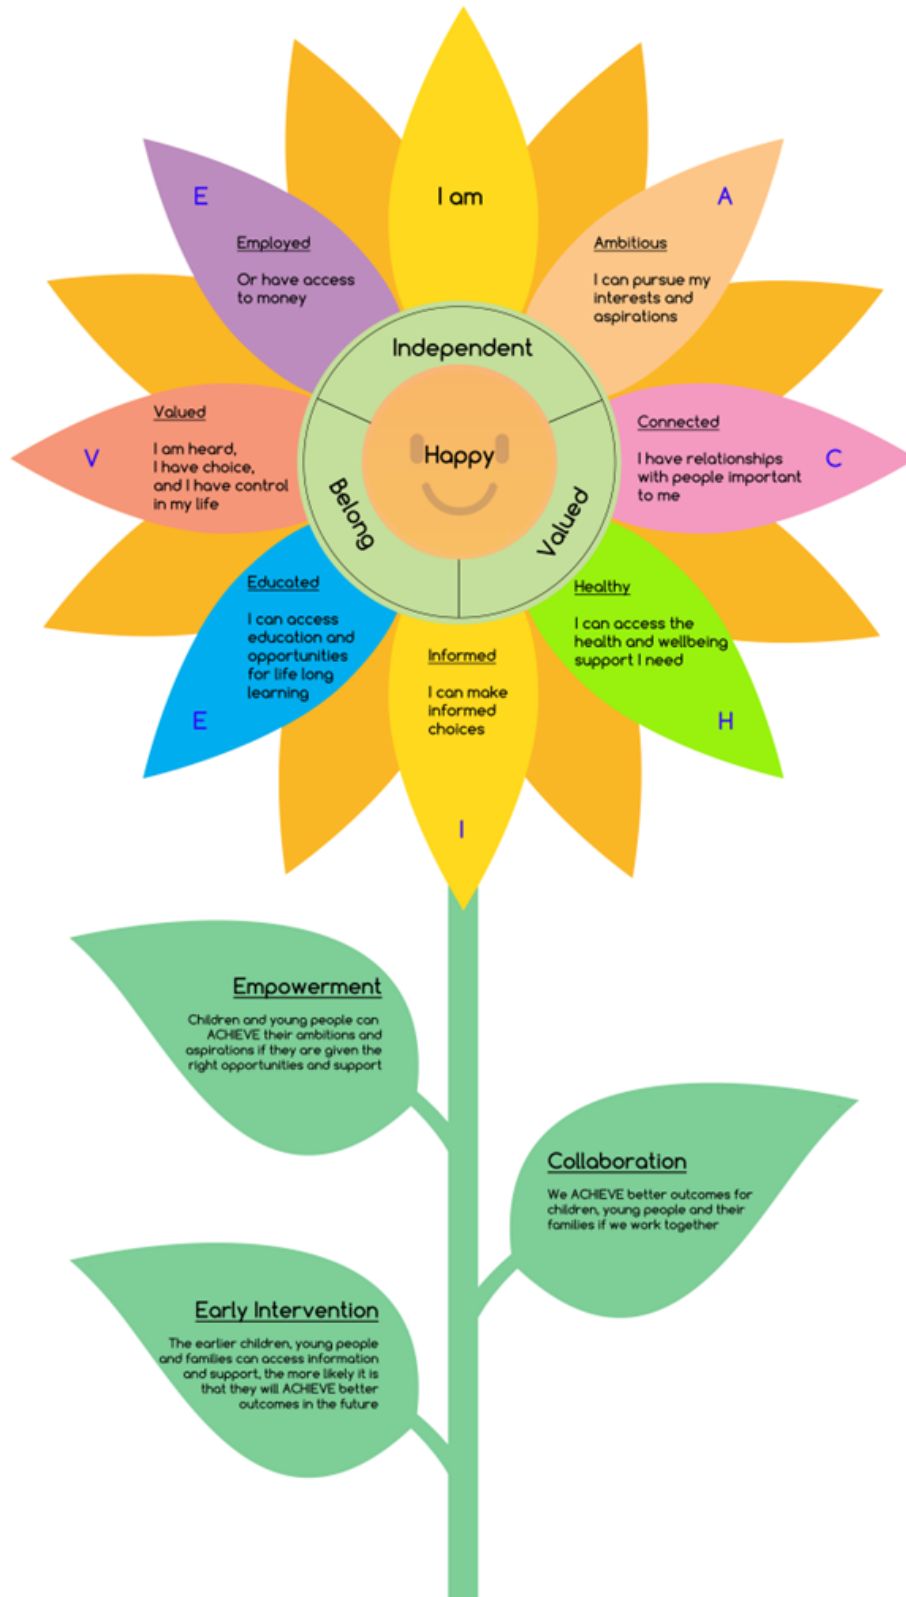 I am
A
Ambitious
I can pursue my
interests and
aspirations
Connected
I have relationships
with people important
to me
C
Healthy
I can access the
health and wellbeing
support I need
H
Informed
I can make
informed
choices
I
Educated
I can access
education and
opportunities
for life long
learning
E
Valued
I am heard,
I have choice,
and I have control
in my life
V
E
Employed
Or have access
to money
Independent
Valued
Belong
Happy
Empowerment
Children and young people can
ACHIEVE their ambitions and
aspirations if they are given the
right opportunities and support
Collaboration
We ACHIEVE better outcomes for
children, young people and their
families if we work together
Early Intervention
The earlier children, young people
and families can access information
and support, the more likely it is
that they will ACHIEVE better
outcomes in the future